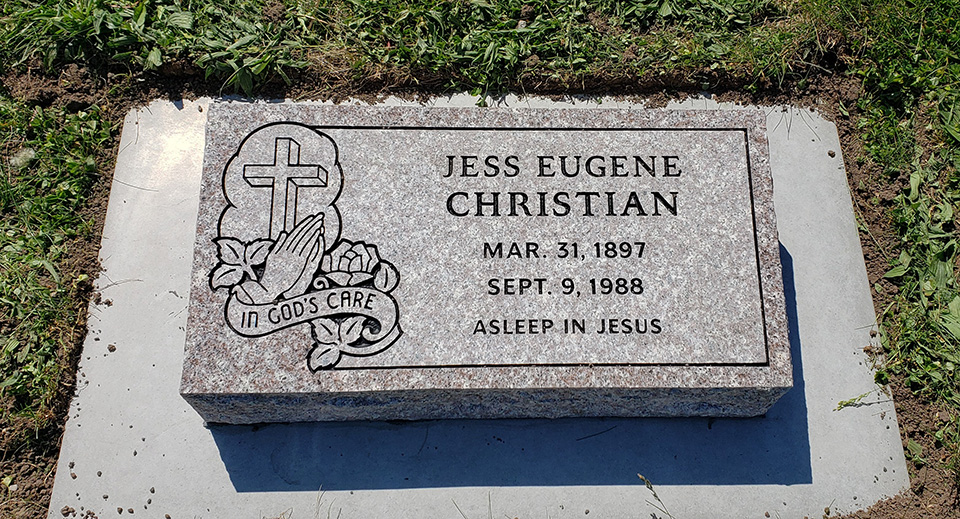 IN GOD'S CARE
JESS EUGENE
CHRISTIAN
MAR. 31, 1897
SEPT. 9, 1988
ASLEEP IN JESUS